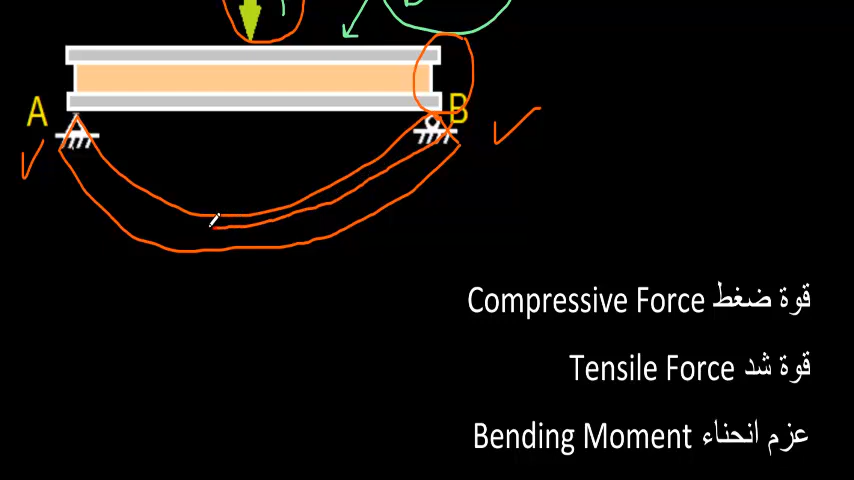 A
B
Compressive Force قوة ضغط
Tensile Force قوة شد
Bending Moment عزم انحناء